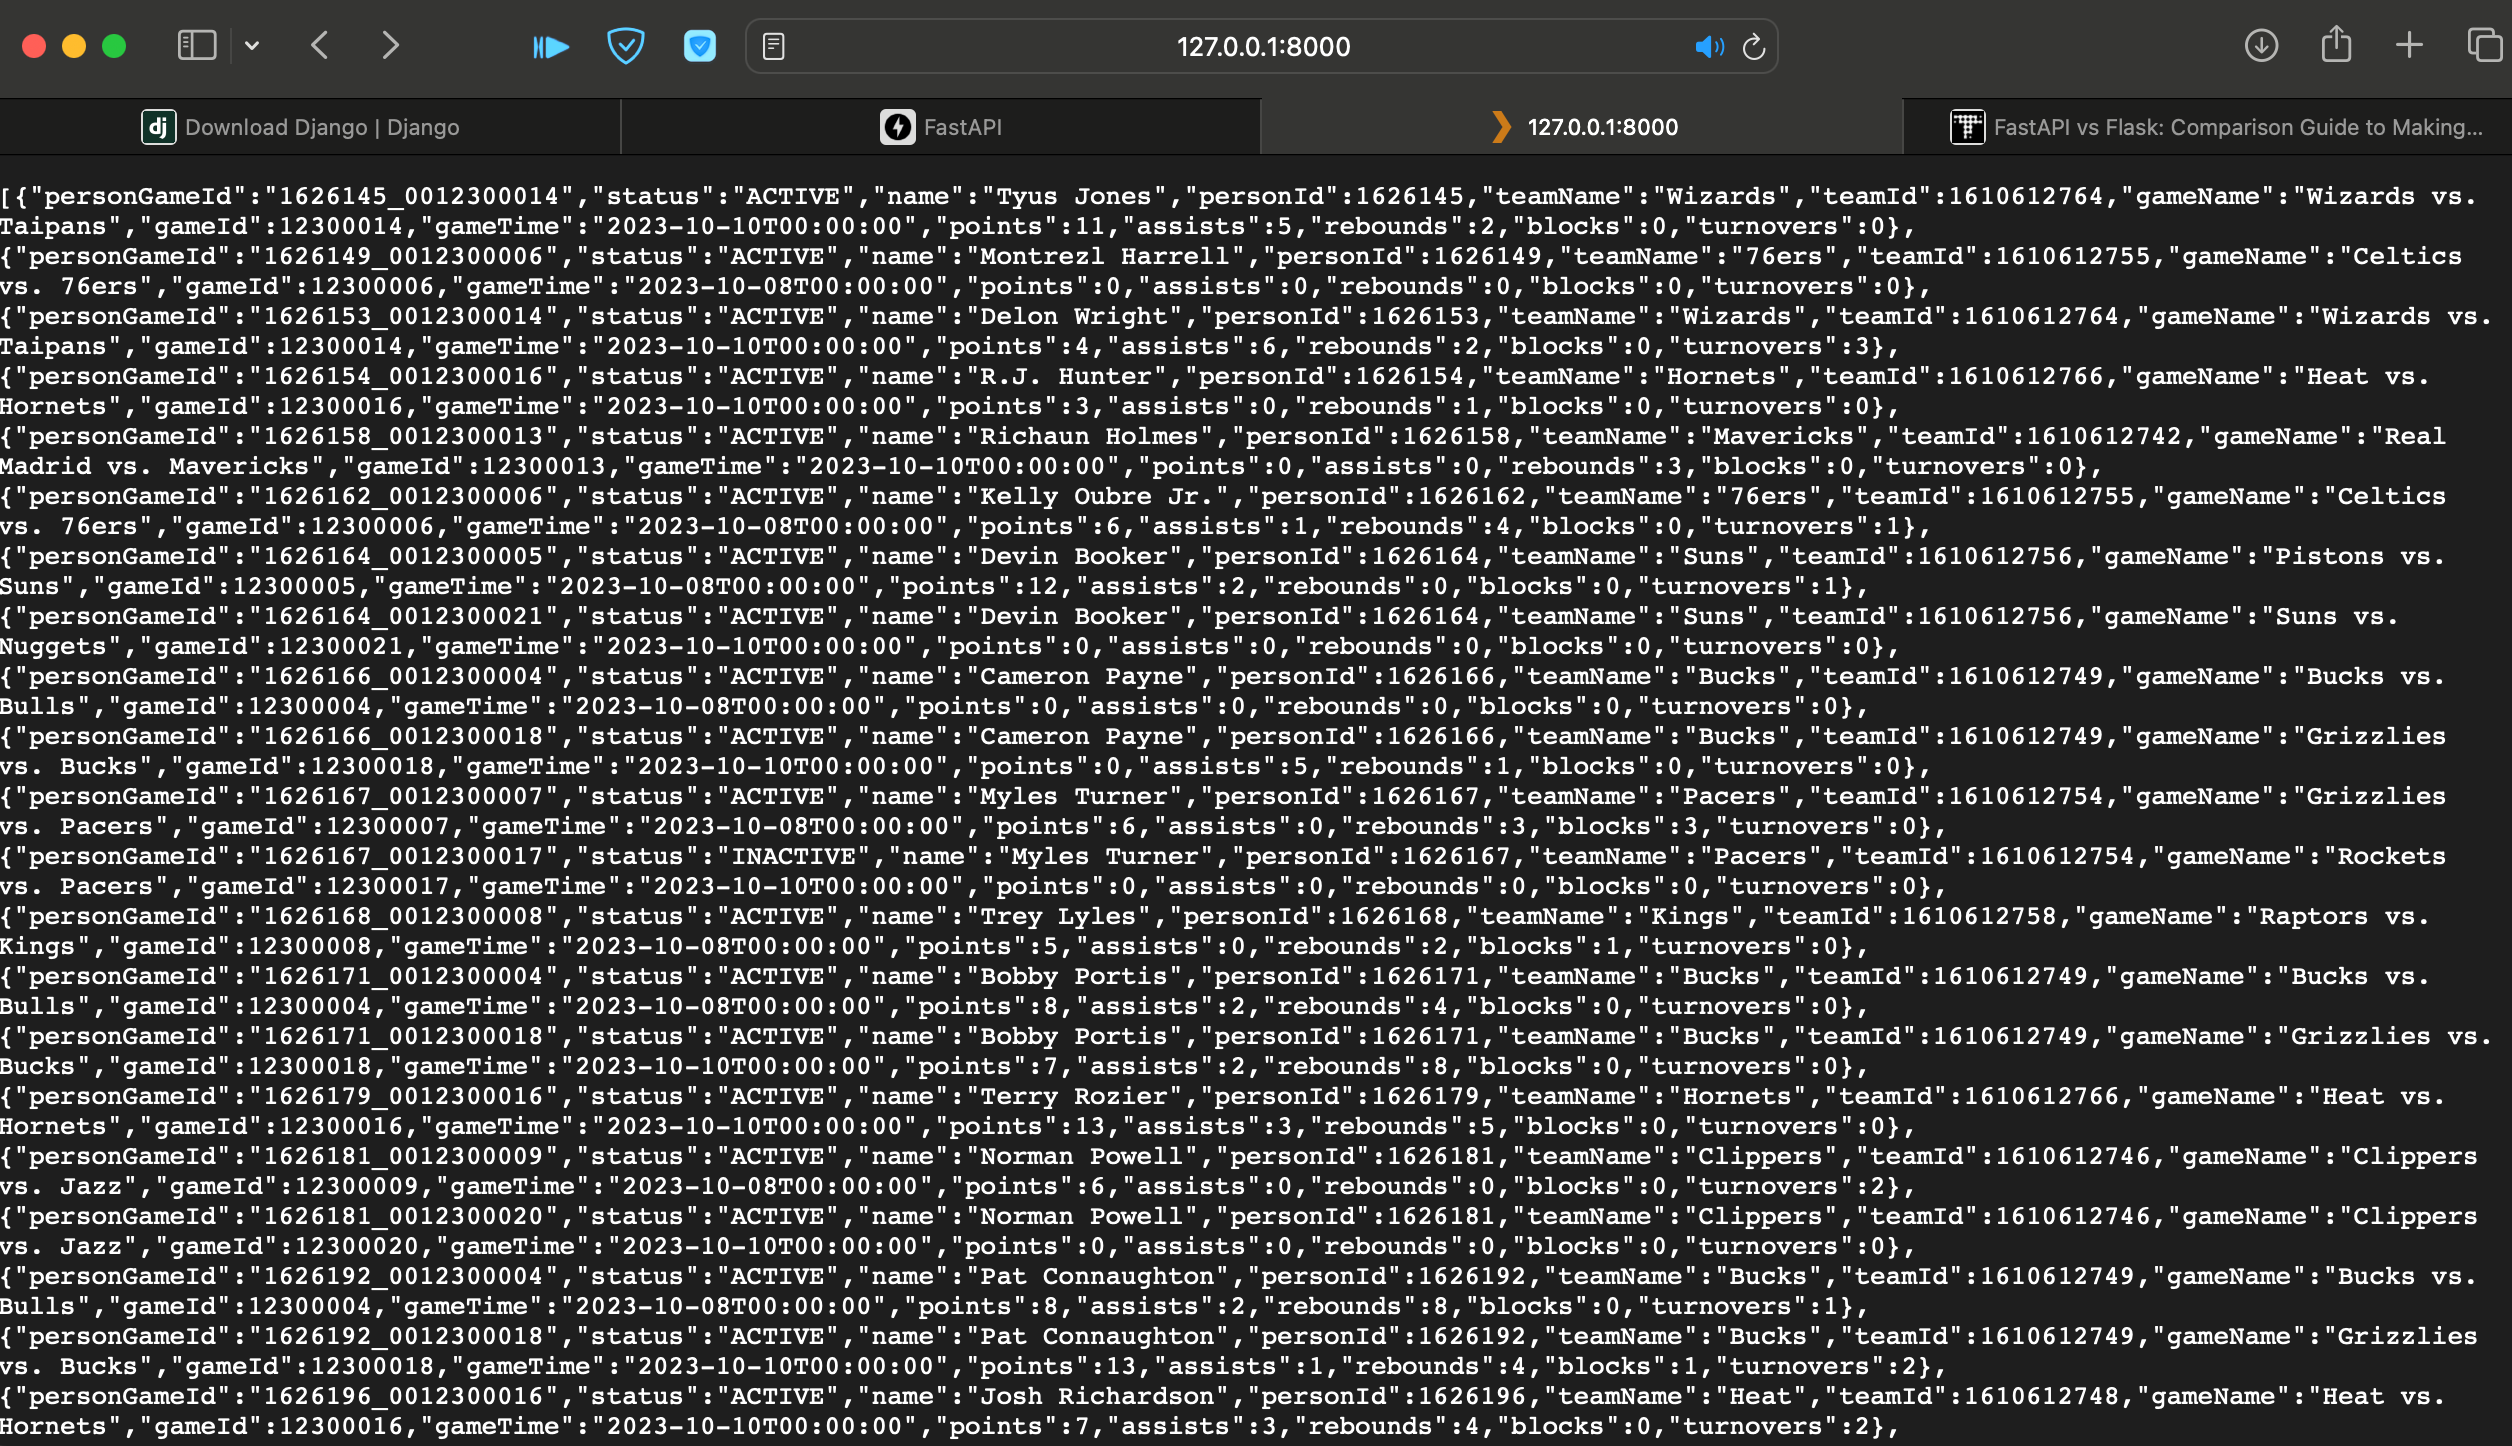 127.0.0.1:8000
dj Download Django | Django
FastAPI
127.0.0.1:8000
FastAPI vs Flask: Comparison Guide to Making...
[{"personGameId":"1626145_0012300014","status":"ACTIVE","name":"Tyus Jones","personId":1626145,"teamName":"Wizards","teamId":1610612764,"gameName":"Wizards vs.
Taipans","gameId":12300014,"gameTime":"2023-10-10T00:00:00","points":11,"assists":5,"rebounds":2,"blocks":0,"turnovers":0},
{"personGameId":"1626149_0012300006","status":"ACTIVE","name":"Montrezl Harrell","personId":1626149,"teamName":"76ers","teamId":1610612755,"gameName":"Celtics
vs. 76ers","gameId":12300006,"gameTime":"2023-10-08T00:00:00","points":0,"assists":0,"rebounds":0,"blocks":0,"turnovers":0},
{"personGameId":"1626153_0012300014","status":"ACTIVE","name":"Delon Wright","personId":1626153,"teamName":"Wizards","teamId":1610612764,"gameName":"Wizards vs.
Taipans","gameId":12300014,"gameTime":"2023-10-10T00:00:00","points":4,"assists":6,"rebounds":2,"blocks":0,"turnovers":3},
{"personGameId":"1626154_0012300016","status":"ACTIVE","name":"R.J. Hunter","personId":1626154,"teamName":"Hornets","teamId":1610612766,"gameName":"Heat vs.
Hornets","gameId":12300016,"gameTime":"2023-10-10T00:00:00","points":3,"assists":0,"rebounds":1,"blocks":0,"turnovers":0},
{"personGameId":"1626158_0012300013","status":"ACTIVE","name":"Richaun Holmes","personId":1626158,"teamName":"Mavericks","teamId":1610612742,"gameName":"Real
Madrid vs. Mavericks","gameId":12300013,"gameTime":"2023-10-10T00:00:00","points":0,"assists":0,"rebounds":3,"blocks":0,"turnovers":0},
{"personGameId":"1626162_0012300006","status":"ACTIVE","name":"Kelly Oubre Jr.","personId":1626162,"teamName":"76ers","teamId":1610612755,"gameName":"Celtics
vs. 76ers","gameId":12300006,"gameTime":"2023-10-08T00:00:00","points":6,"assists":1,"rebounds":4,"blocks":0,"turnovers":1},
{"personGameId":"1626164_0012300005","status":"ACTIVE","name":"Devin Booker","personId":1626164,"teamName":"Suns","teamId":1610612756,"gameName":"Pistons vs.
Suns","gameId":12300005,"gameTime":"2023-10-08T00:00:00","points":12,"assists":2,"rebounds":0,"blocks":0,"turnovers":1},
{"personGameId":"1626164_0012300021","status":"ACTIVE","name":"Devin Booker","personId":1626164,"teamName":"Suns","teamId":1610612756,"gameName":"Suns vs.
Nuggets","gameId":12300021,"gameTime":"2023-10-10T00:00:00","points":0,"assists":0,"rebounds":0,"blocks":0,"turnovers":0},
{"personGameId":"1626166_0012300004","status":"ACTIVE","name":"Cameron Payne","personId":1626166,"teamName":"Bucks","teamId":1610612749,"gameName":"Bucks vs.
Bulls","gameId":12300004,"gameTime":"2023-10-08T00:00:00","points":0,"assists":0,"rebounds":0,"blocks":0,"turnovers":0},
{"personGameId":"1626166_0012300018","status":"ACTIVE","name":"Cameron Payne","personId":1626166,"teamName":"Bucks","teamId":1610612749,"gameName":"Grizzlies
vs. Bucks","gameId":12300018,"gameTime":"2023-10-10T00:00:00","points":0,"assists":5,"rebounds":1,"blocks":0,"turnovers":0},
{"personGameId":"1626167_0012300007","status":"ACTIVE","name":"Myles Turner","personId":1626167,"teamName":"Pacers","teamId":1610612754,"gameName":"Grizzlies
vs. Pacers","gameId":12300007,"gameTime":"2023-10-08T00:00:00","points":6,"assists":0,"rebounds":3,"blocks":3,"turnovers":0},
{"personGameId":"1626167_0012300017","status":"INACTIVE","name":"Myles Turner","personId":1626167,"teamName":"Pacers","teamId":1610612754,"gameName":"Rockets
vs. Pacers","gameId":12300017,"gameTime":"2023-10-10T00:00:00","points":0,"assists":0,"rebounds":0,"blocks":0,"turnovers":0},
{"personGameId":"1626168_0012300008","status":"ACTIVE","name":"Trey Lyles","personId":1626168,"teamName":"Kings","teamId":1610612758,"gameName":"Raptors vs.
Kings","gameId":12300008,"gameTime":"2023-10-08T00:00:00","points":5,"assists":0,"rebounds":2,"blocks":1,"turnovers":0},
{"personGameId":"1626171_0012300004","status":"ACTIVE","name":"Bobby Portis","personId":1626171,"teamName":"Bucks","teamId":1610612749,"gameName":"Bucks vs.
Bulls","gameId":12300004,"gameTime":"2023-10-08T00:00:00","points":8,"assists":2,"rebounds":4,"blocks":0,"turnovers":0},
{"personGameId":"1626171_0012300018","status":"ACTIVE","name":"Bobby Portis","personId":1626171,"teamName":"Bucks","teamId":1610612749,"gameName":"Grizzlies vs.
Bucks","gameId":12300018,"gameTime":"2023-10-10T00:00:00","points":7,"assists":2,"rebounds":8,"blocks":0,"turnovers":0},
{"personGameId":"1626179_0012300016","status":"ACTIVE","name":"Terry Rozier","personId":1626179,"teamName":"Hornets","teamId":1610612766,"gameName":"Heat vs.
Hornets","gameId":12300016,"gameTime":"2023-10-10T00:00:00","points":13,"assists":3,"rebounds":5,"blocks":0,"turnovers":0},
{"personGameId":"1626181_0012300009","status":"ACTIVE","name":"Norman Powell","personId":1626181,"teamName":"Clippers","teamId":1610612746,"gameName":"Clippers
vs. Jazz","gameId":12300009,"gameTime":"2023-10-08T00:00:00","points":6,"assists":0,"rebounds":0,"blocks":0,"turnovers":2},
{"personGameId":"1626181_0012300020","status":"ACTIVE","name":"Norman Powell","personId":1626181,"teamName":"Clippers","teamId":1610612746,"gameName":"Clippers
vs. Jazz","gameId":12300020,"gameTime":"2023-10-10T00:00:00","points":0,"assists":0,"rebounds":0,"blocks":0,"turnovers":0},
{"personGameId":"1626192_0012300004","status":"ACTIVE","name":"Pat Connaughton","personId":1626192,"teamName":"Bucks","teamId":1610612749,"gameName":"Bucks vs.
Bulls","gameId":12300004,"gameTime":"2023-10-08T00:00:00","points":8,"assists":2,"rebounds":8,"blocks":0,"turnovers":1},
{"personGameId":"1626192_0012300018","status":"ACTIVE","name":"Pat Connaughton","personId":1626192,"teamName":"Bucks","teamId":1610612749,"gameName":"Grizzlies
vs. Bucks","gameId":12300018,"gameTime":"2023-10-10T00:00:00","points":13,"assists":1,"rebounds":4,"blocks":1,"turnovers":2},
{"personGameId":"1626196_0012300016","status":"ACTIVE","name":"Josh Richardson","personId":1626196,"teamName":"Heat","teamId":1610612748,"gameName":"Heat vs.
Hornets","gameId":12300016,"gameTime":"2023-10-10T00:00:00","points":7,"assists":3,"rebounds":4,"blocks":0,"turnovers":2},